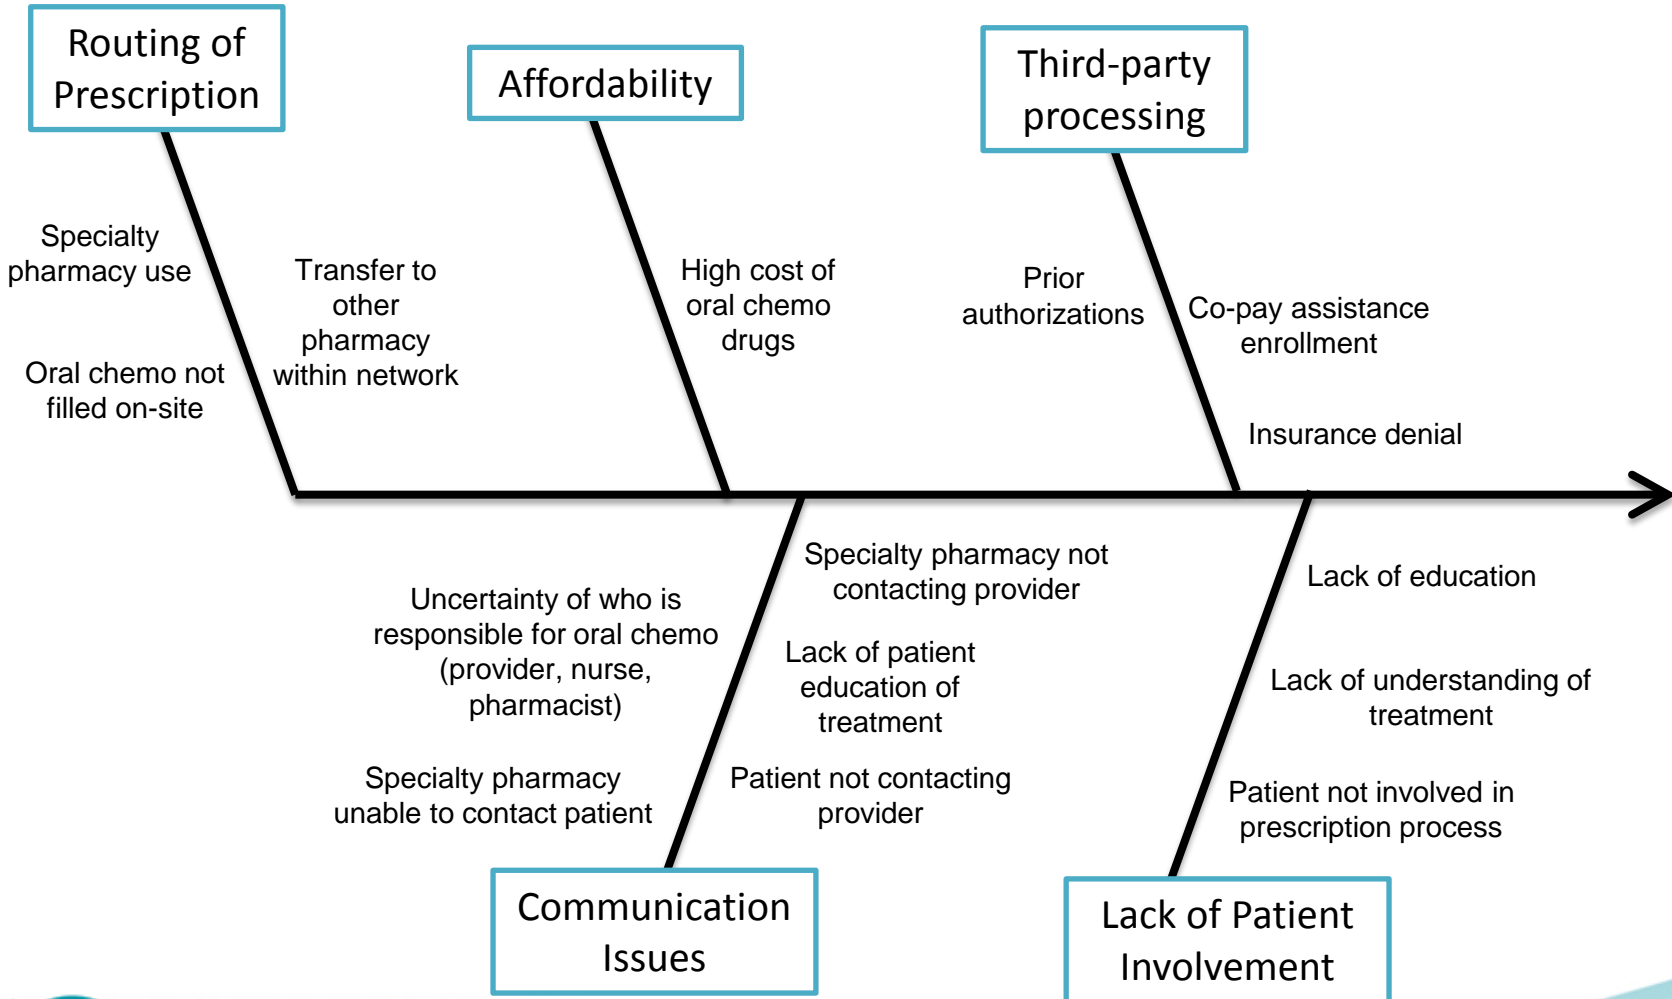 Routing of
Prescription
Affordability
Third-party
processing
Specialty
pharmacy use
Oral chemo not
filled on-site
Transfer to
other
pharmacy
within network
High cost of
oral chemo
drugs
Prior
authorizations
Co-pay assistance
enrollment
Insurance denial
Uncertainty of who is
responsible for oral chemo
(provider, nurse,
pharmacist)
Specialty pharmacy
unable to contact patient
Specialty pharmacy not
contacting provider
Lack of patient
education of
treatment
Patient not contacting
provider
Lack of education
Lack of understanding of
treatment
Patient not involved in
prescription process
Communication
Issues
Lack of Patient
Involvement